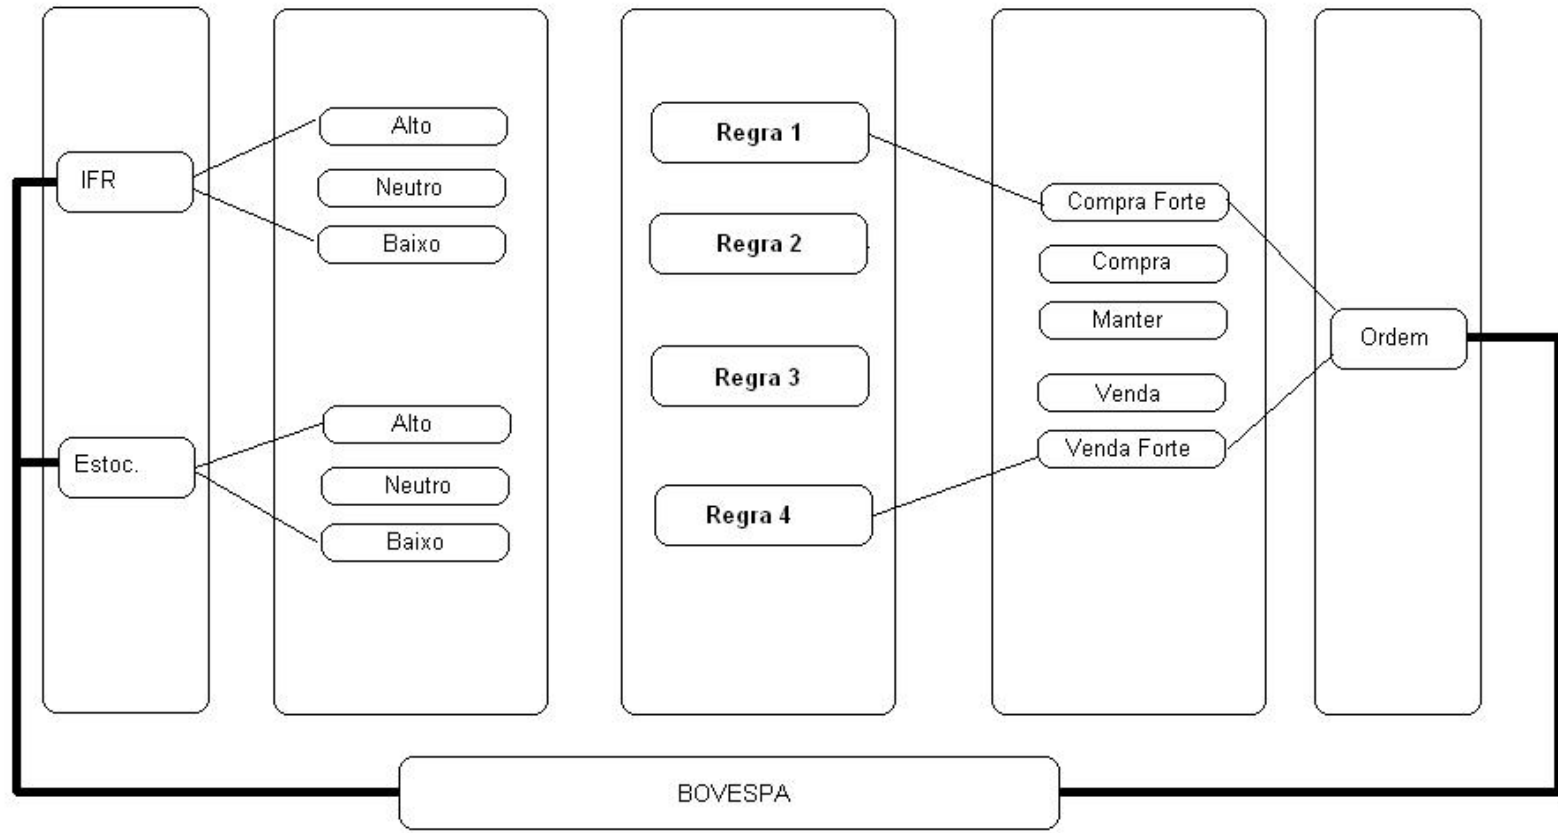 IFR
Estoc.
Alto
Neutro
Baixo
Alto
Neutro
Baixo
Regra 1
Regra 2
Regra 3
Regra 4
Compra Forte
Compra
Manter
Venda
Venda Forte
Ordem
BOVESPA